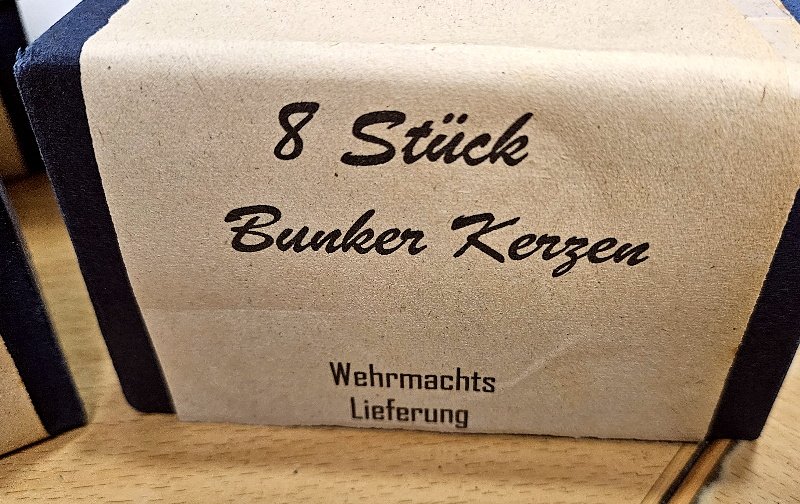 8 Stück
Bunker Kerzen
Wehrmachts
Lieferung